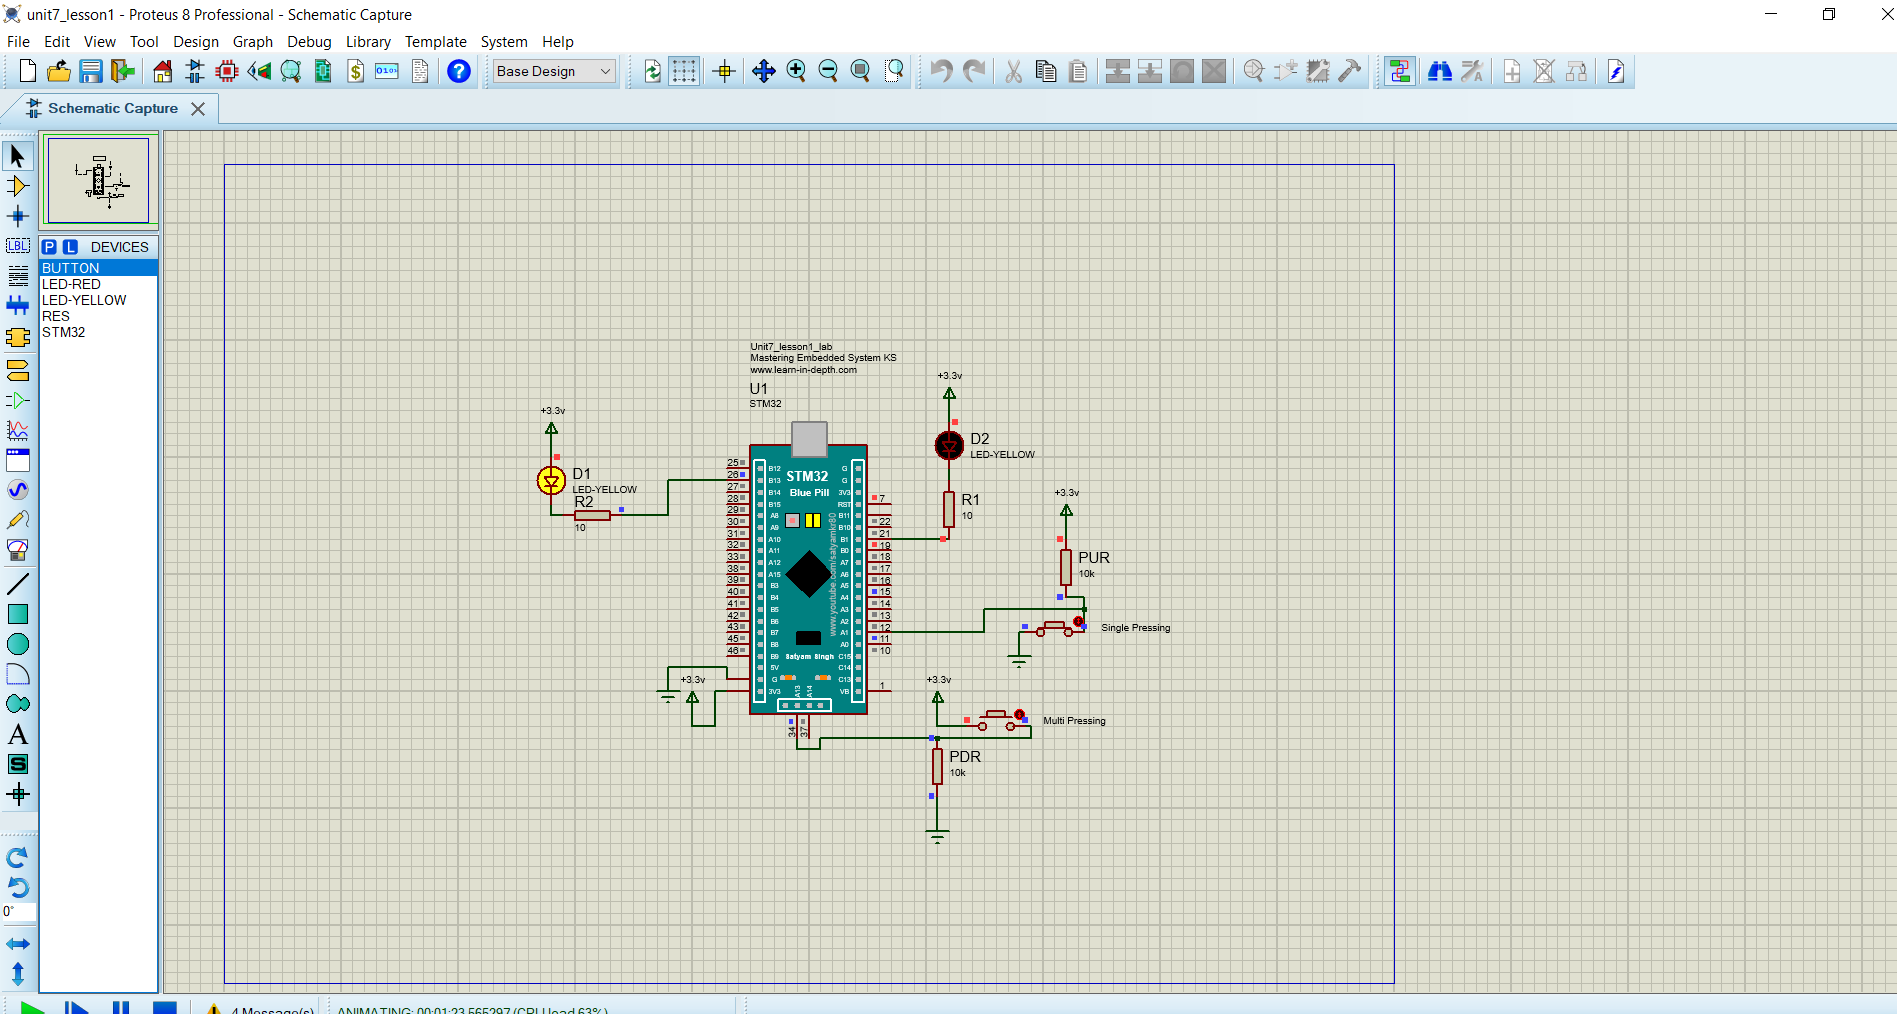 unit7_lesson1 - Proteus 8 Professional - Schematic Capture
File Edit View Tool Design Graph Debug Library Template System Help
Base Design
Schematic Capture
P L DEVICES
BUTTON
LED-RED
LED-YELLOW
RES
STM32
LBL
A
S
0°
Unit7_lesson1_lab
Mastering Embedded System KS
www.learn-in-depth.com
U1
STM32
+3.3v
D1
LED-YELLOW
R2
10
+3.3v
D2
LED-YELLOW
R1
10
+3.3v
PUR
10k
Single Pressing
+3.3v
Multi Pressing
PDR
10k
+3.3v
STM32
Blue Pill
www.youtube.com/satyamkr80
Satyam Singh
25 B12
26 B13
27 B14
28 B15
29 A8
30 A9
31 A10
32 A11
33 A12
38 A15
39 B3
40 B4
41 B5
42 B6
43 B7
45 B8
46 B9
5V
G
3V3
G
G
3V3
RST 7
B11 22
B10 21
B1 19
B0 18
A7 17
A6 16
A5 15
A4 14
A3 13
A2 12
A1 11
A0 10
C15
C14
C13
VB 1
A13
A14
34
37
4 Message(s)
ANIMATING: 00:01:23.565297 (CPU load 63%)